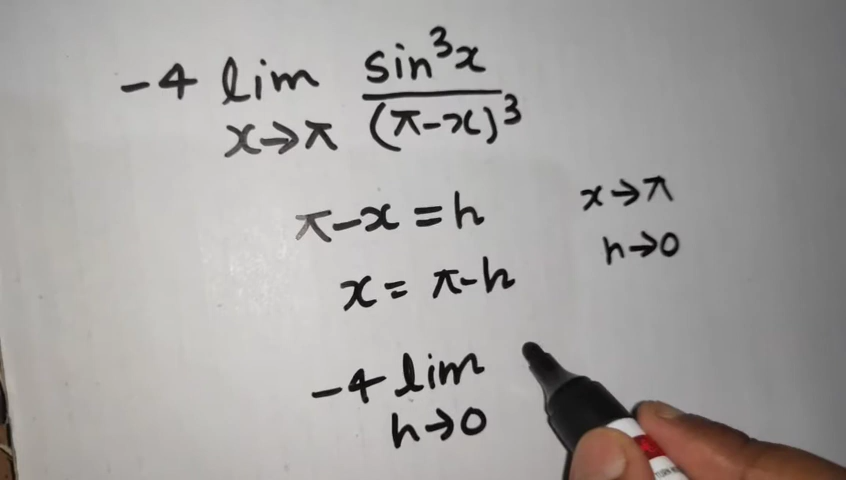 -4 lim sin³x / (π-x)³
x→π
π-x = h
x→π
h→0
x = π-h
-4 lim
h→0